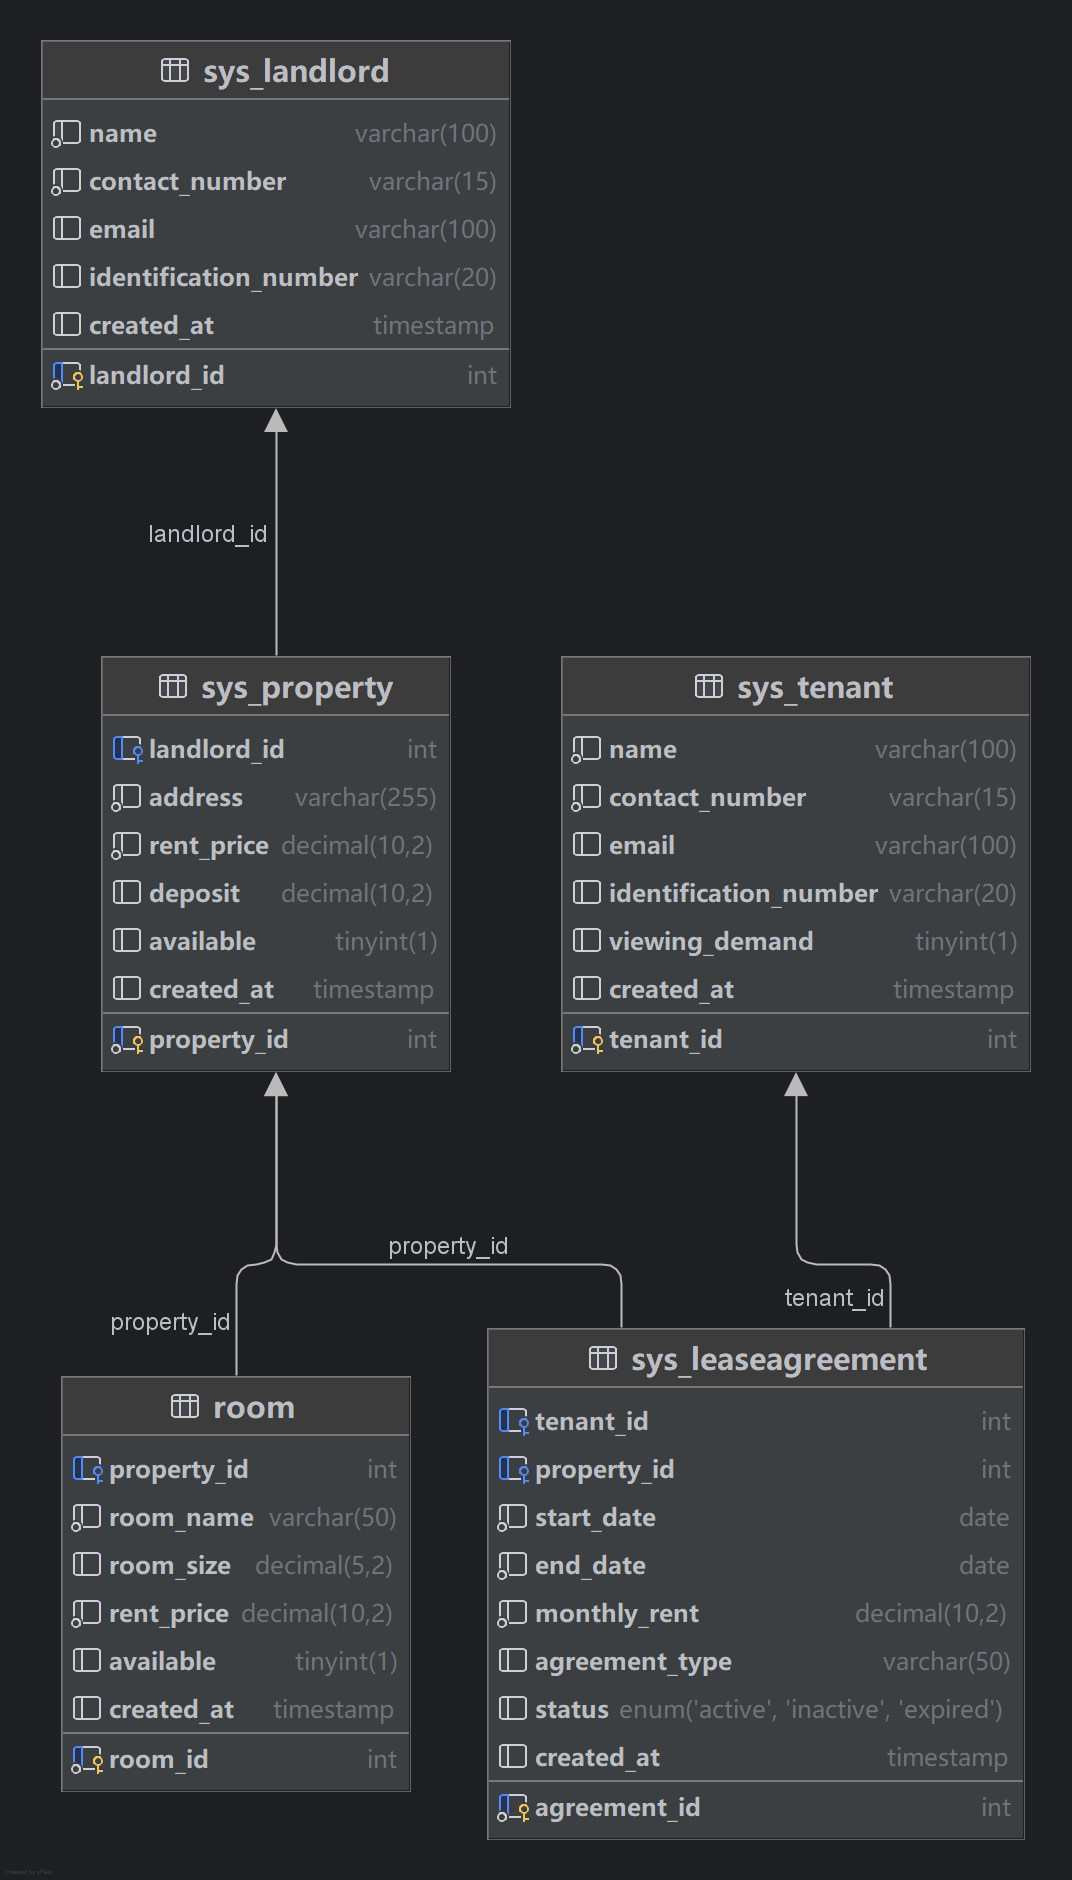 sys_landlord
name varchar(100)
contact_number varchar(15)
email varchar(100)
identification_number varchar(20)
created_at timestamp
landlord_id int
landlord_id
sys_property
landlord_id int
address varchar(255)
rent_price decimal(10,2)
deposit decimal(10,2)
available tinyint(1)
created_at timestamp
property_id int
sys_tenant
name varchar(100)
contact_number varchar(15)
email varchar(100)
identification_number varchar(20)
viewing_demand tinyint(1)
created_at timestamp
tenant_id int
property_id
property_id
tenant_id
room
property_id int
room_name varchar(50)
room_size decimal(5,2)
rent_price decimal(10,2)
available tinyint(1)
created_at timestamp
room_id int
sys_leaseagreement
tenant_id int
property_id int
start_date date
end_date date
monthly_rent decimal(10,2)
agreement_type varchar(50)
status enum('active', 'inactive', 'expired')
created_at timestamp
agreement_id int
Powered by yFiles